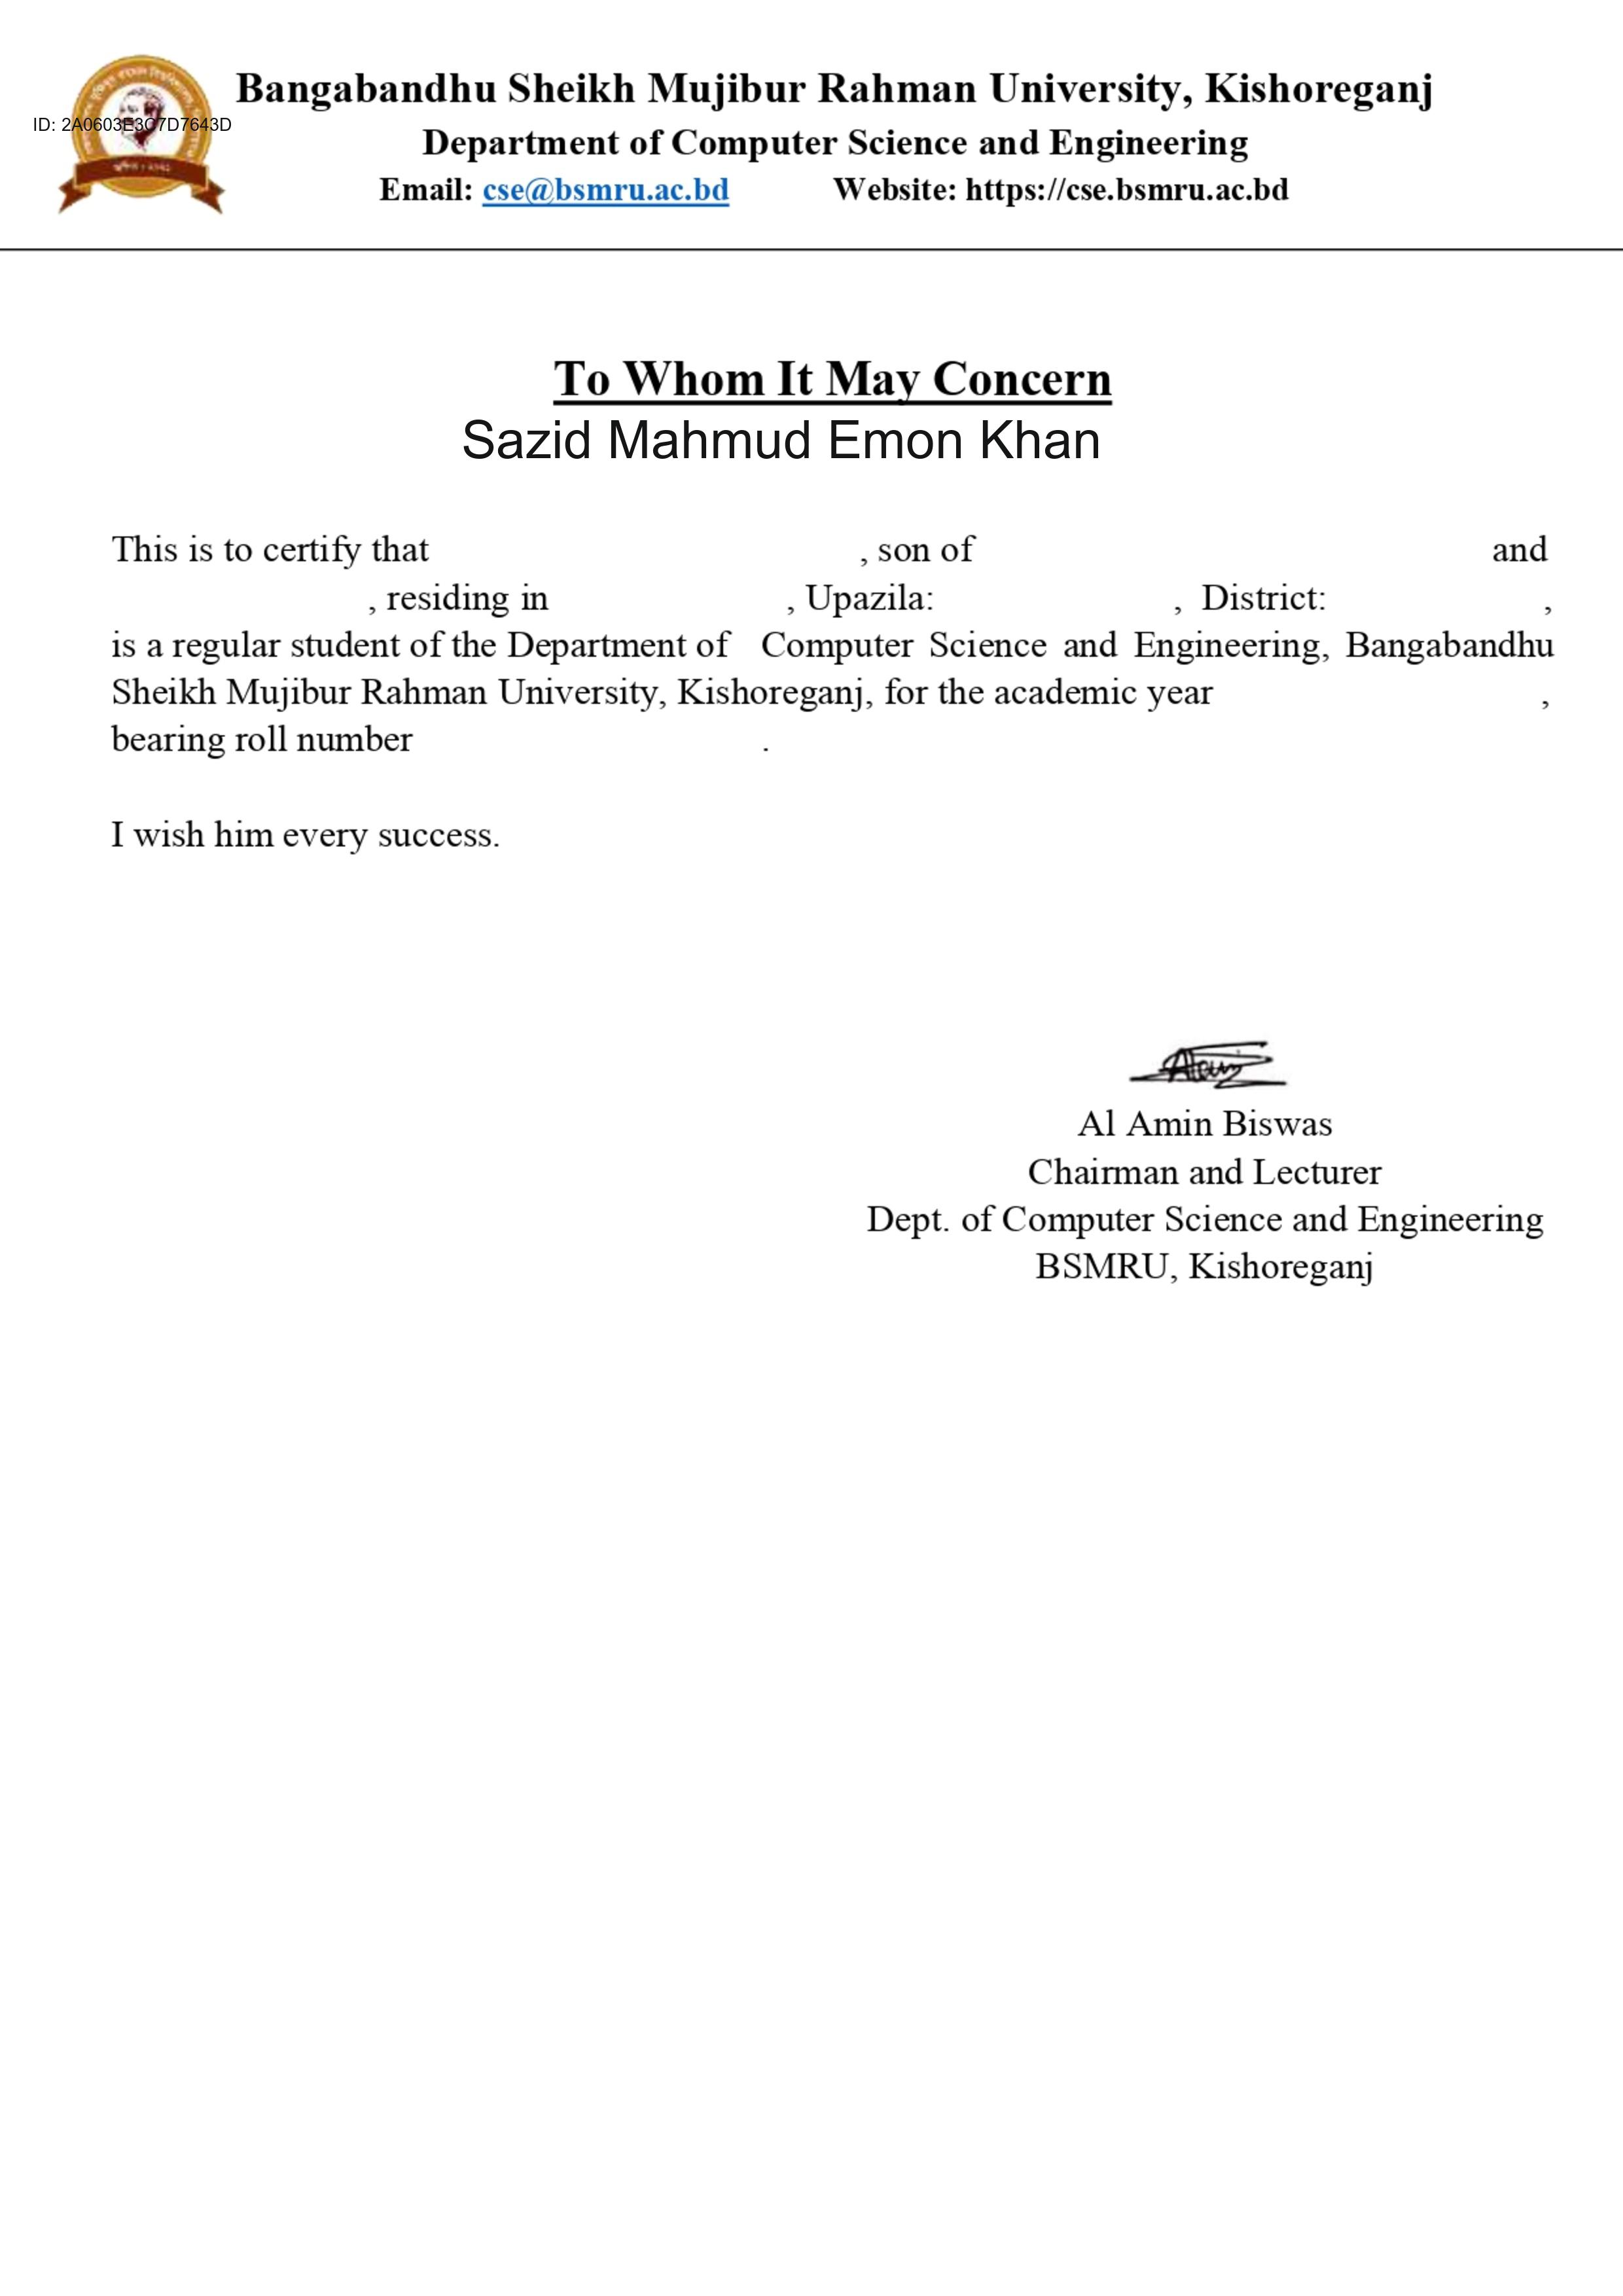 Bangabandhu Sheikh Mujibur Rahman University, Kishoreganj
ID: 2A0603E3C7D7643D
Department of Computer Science and Engineering
Email: cse@bsmru.ac.bd Website: https://cse.bsmru.ac.bd
To Whom It May Concern
Sazid Mahmud Emon Khan
This is to certify that , son of and
, residing in , Upazila: , District: ,
is a regular student of the Department of Computer Science and Engineering, Bangabandhu
Sheikh Mujibur Rahman University, Kishoreganj, for the academic year ,
bearing roll number .
I wish him every success.
Al Amin Biswas
Chairman and Lecturer
Dept. of Computer Science and Engineering
BSMRU, Kishoreganj